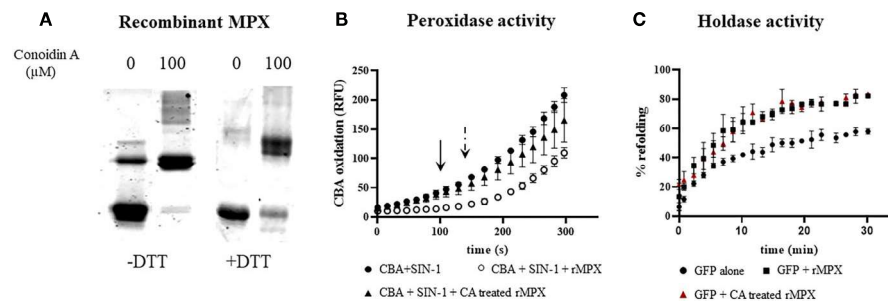 A
Recombinant MPX
Conoidin A
(µM)
0 100 0 100
-DTT +DTT
B
Peroxidase activity
CBA oxidation (RFU)
250
200
150
100
50
0
0 100 200 300 400
time (s)
CBA+SIN-1
CBA + SIN-1 + rMPX
CBA + SIN-1 + CA treated rMPX
C
Holdase activity
% refolding
100
80
60
40
20
0
0 10 20 30
time (min)
GFP alone
GFP + rMPX
GFP + CA treated rMPX